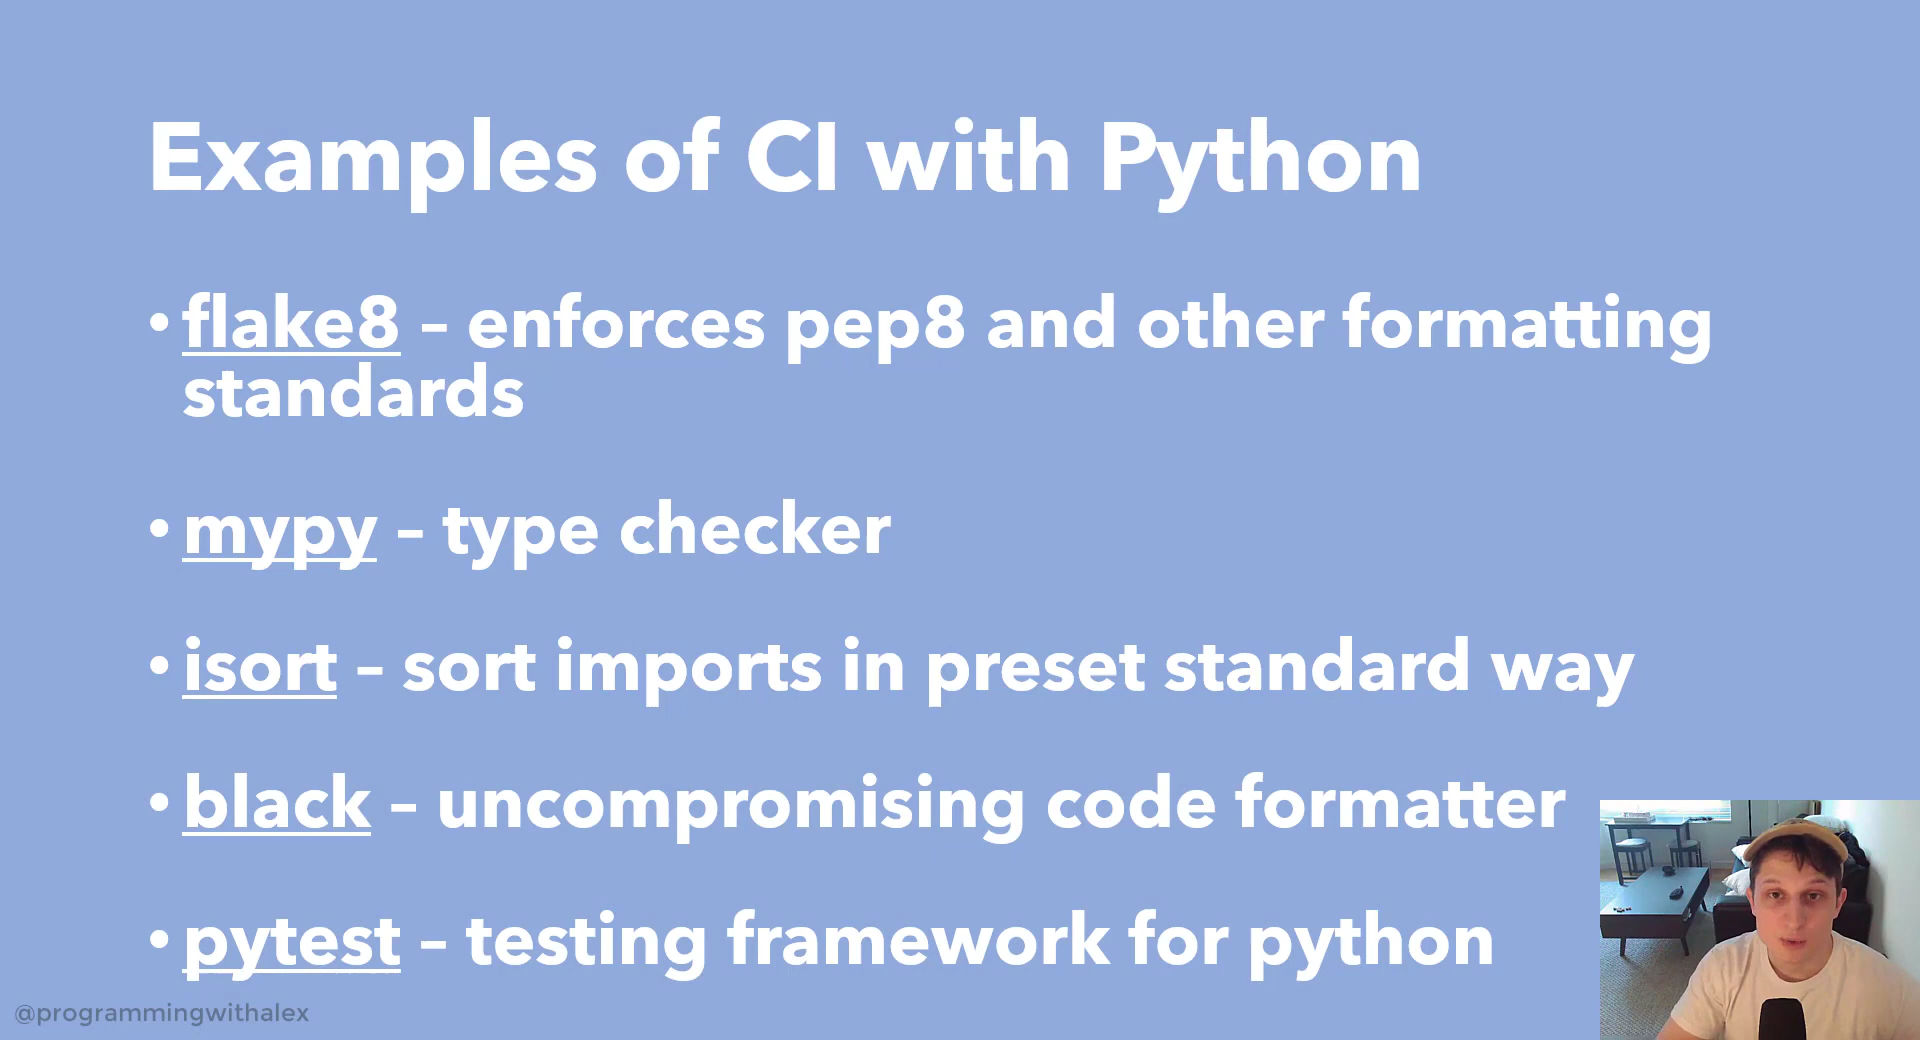 Examples of CI with Python
• flake8 – enforces pep8 and other formatting
standards
• mypy – type checker
• isort – sort imports in preset standard way
• black – uncompromising code formatter
• pytest – testing framework for python
@programmingwithalex